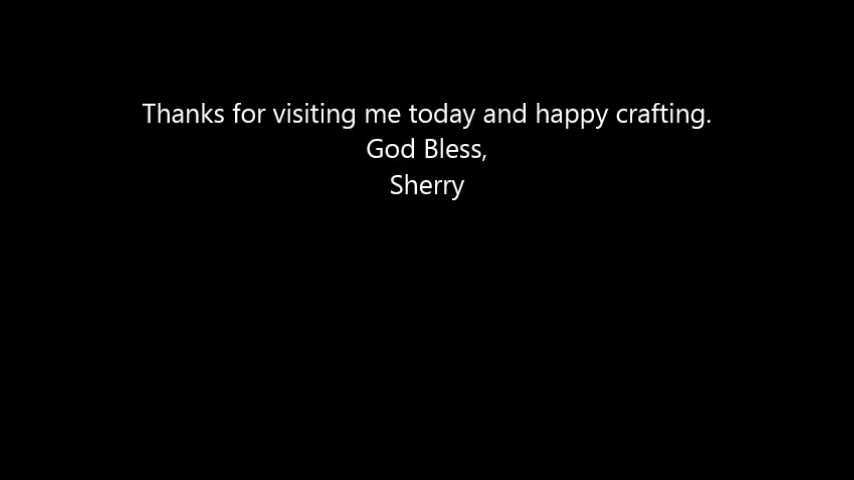 Thanks for visiting me today and happy crafting.
God Bless,
Sherry